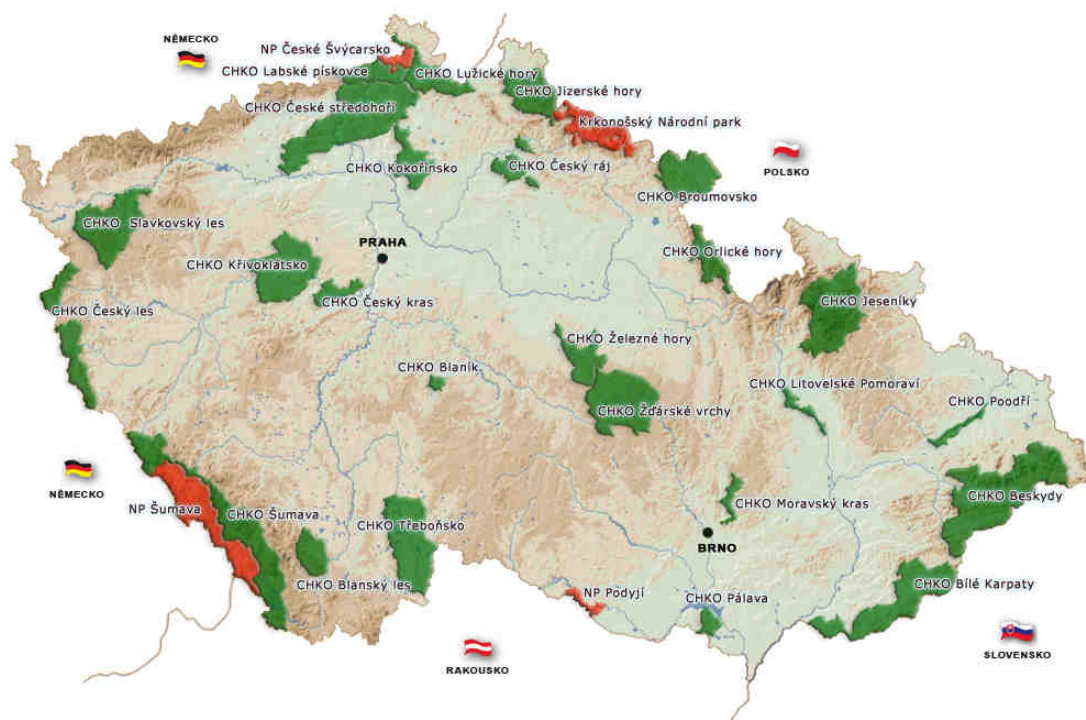 NĚMECKO
NP České Švýcarsko
CHKO Labské pískovce
CHKO Lužické hory
CHKO Jizerské hory
CHKO České středohoří
Krkonošský Národní park
CHKO Kokořínsko
CHKO Český ráj
POLSKO
CHKO Broumovsko
CHKO Slavkovský les
PRAHA
CHKO Orlické hory
CHKO Křivoklátsko
CHKO Český kras
CHKO Český les
CHKO Jeseníky
CHKO Železné hory
CHKO Blaník
CHKO Litovelské Pomoraví
CHKO Poodří
CHKO Žďárské vrchy
NĚMECKO
NP Šumava
CHKO Šumava
CHKO Třeboňsko
CHKO Moravský kras
CHKO Beskydy
BRNO
CHKO Blanský les
NP Podyjí
CHKO Pálava
CHKO Bílé Karpaty
RAKOUSKO
SLOVENSKO